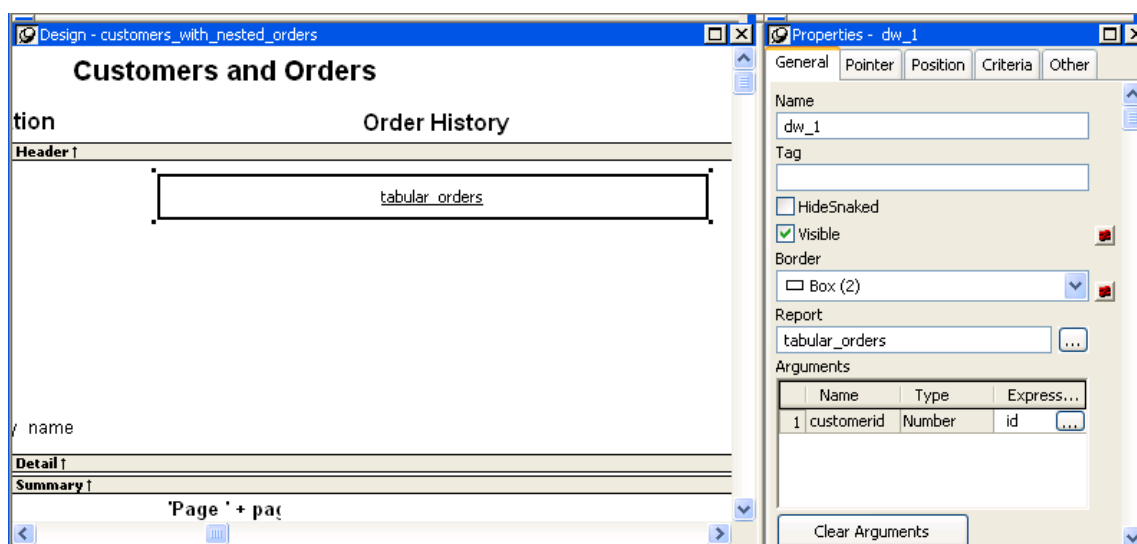 Design - customers_with_nested_orders
Customers and Orders
tion
Order History
Header ↑
tabular_orders
y_name
Detail ↑
Summary ↑
'Page ' + pag
Properties - dw_1
General Pointer Position Criteria Other
Name
dw_1
Tag
HideSnaked
Visible
Border
Box (2)
Report
tabular_orders
...
Arguments
Name Type Express...
1 customerid Number id ...
Clear Arguments